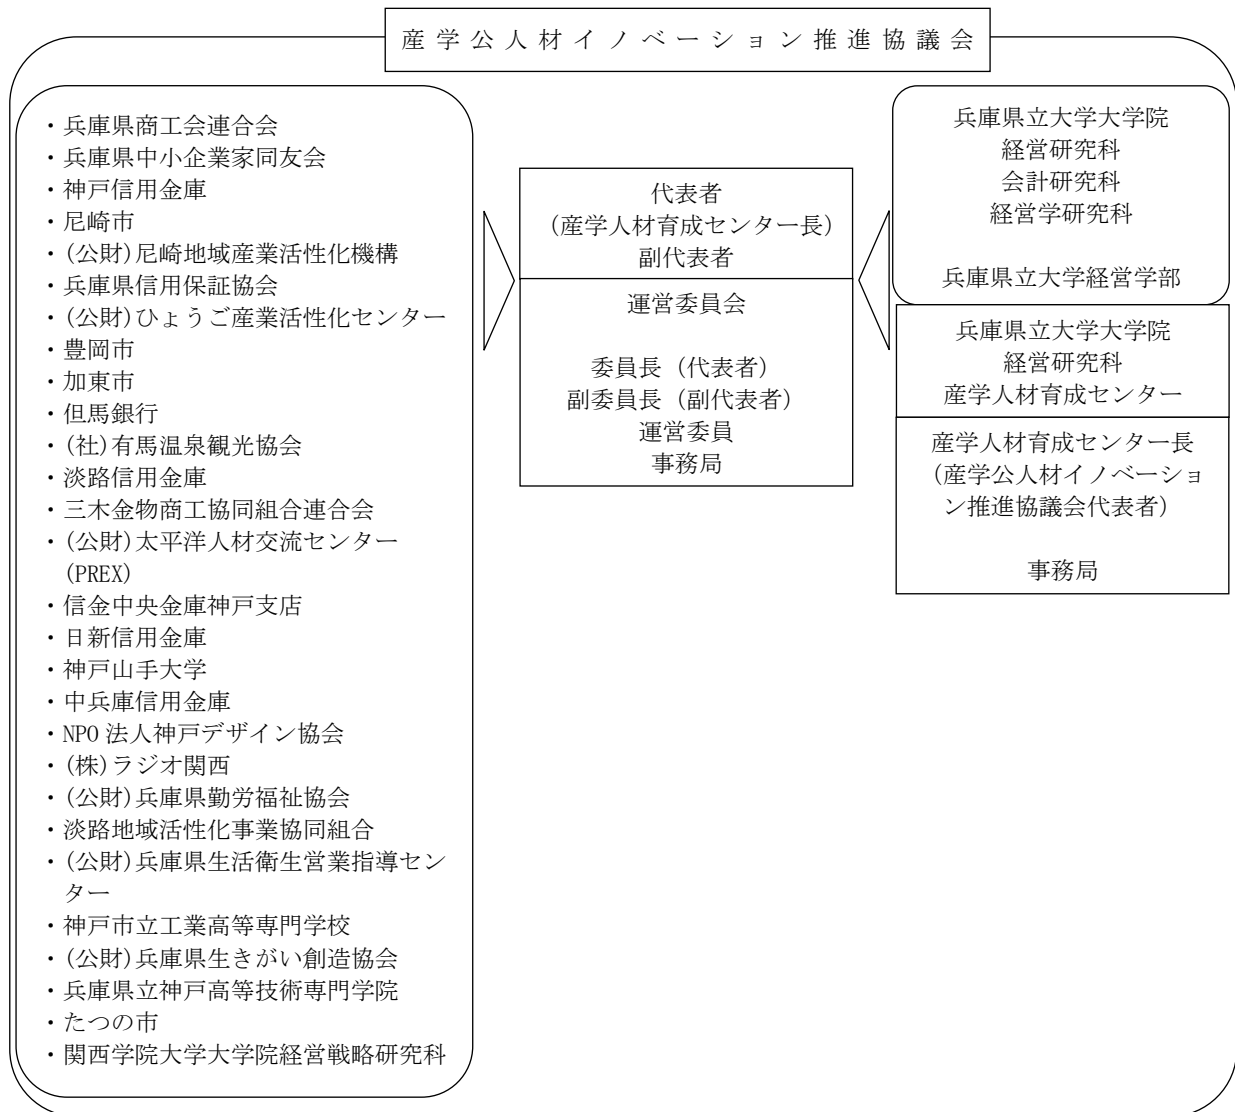 産学公人材イノベーション推進協議会
・兵庫県商工会連合会
・兵庫県中小企業家同友会
・神戸信用金庫
・尼崎市
・(公財)尼崎地域産業活性化機構
・兵庫県信用保証協会
・(公財)ひょうご産業活性化センター
・豊岡市
・加東市
・但馬銀行
・(社)有馬温泉観光協会
・淡路信用金庫
・三木金物商工協同組合連合会
・(公財)太平洋人材交流センター
(PREX)
・信金中央金庫神戸支店
・日新信用金庫
・神戸山手大学
・中兵庫信用金庫
・NPO法人神戸デザイン協会
・(株)ラジオ関西
・(公財)兵庫県勤労福祉協会
・淡路地域活性化事業協同組合
・(公財)兵庫県生活衛生営業指導セン
ター
・神戸市立工業高等専門学校
・(公財)兵庫県生きがい創造協会
・兵庫県立神戸高等技術専門学院
・たつの市
・関西学院大学大学院経営戦略研究科
代表者
(産学人材育成センター長)
副代表者
運営委員会
委員長（代表者）
副委員長（副代表者）
運営委員
事務局
兵庫県立大学大学院
経営研究科
会計研究科
経営学研究科
兵庫県立大学経営学部
兵庫県立大学大学院
経営研究科
産学人材育成センター
産学人材育成センター長
（産学公人材イノベーショ
ン推進協議会代表者）
事務局